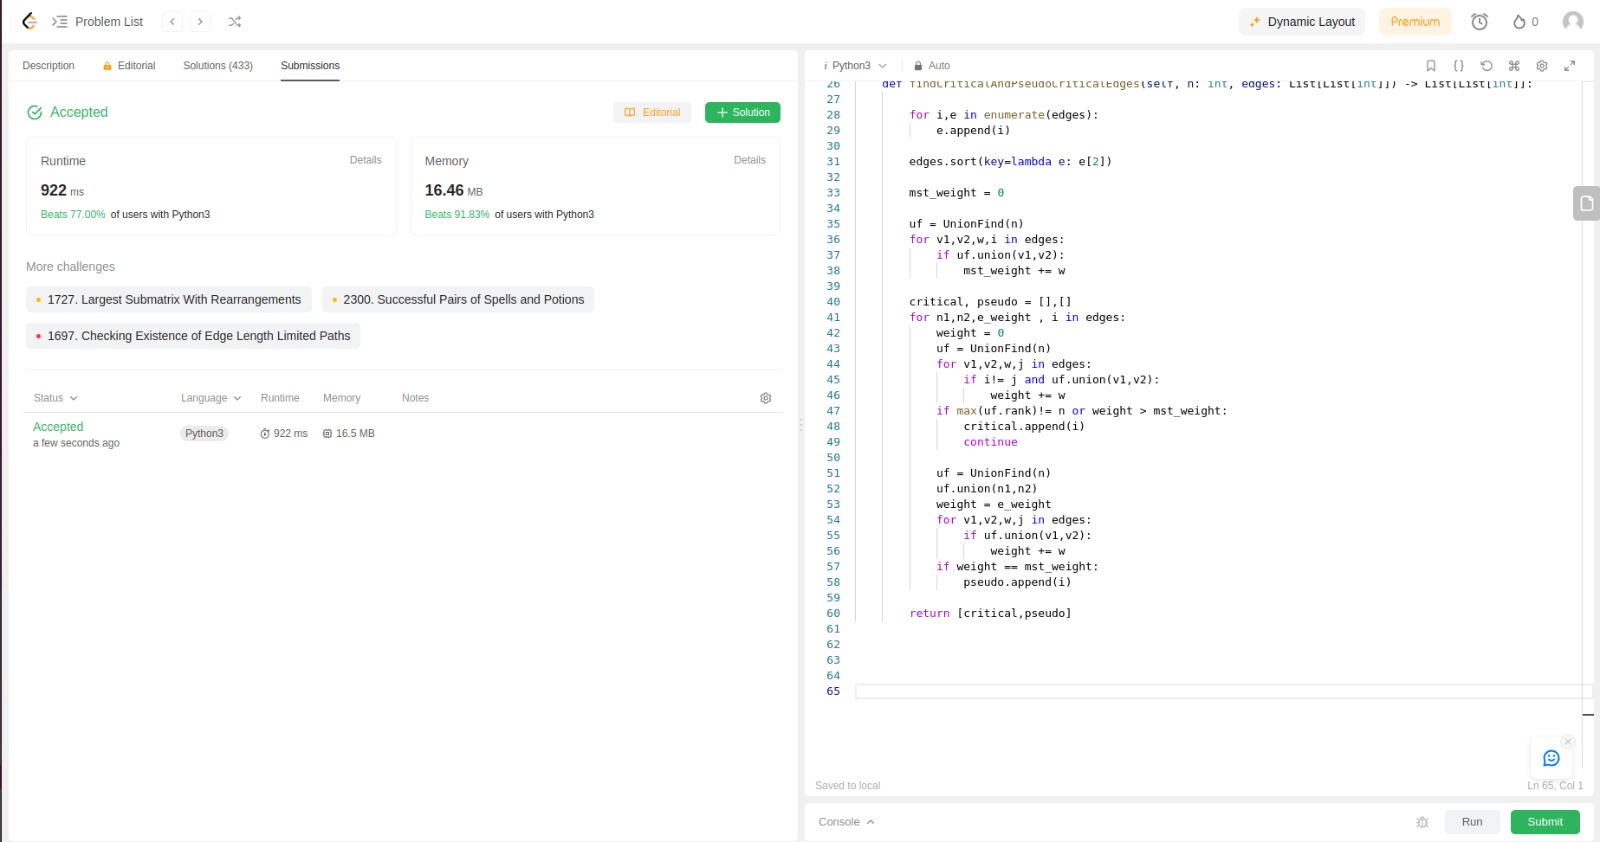 Problem List
Dynamic Layout
Premium
0
Description
Editorial
Solutions (433)
Submissions
Accepted
Editorial
Solution
Runtime
Details
922 ms
Beats 77.00% of users with Python3
Memory
Details
16.46 MB
Beats 91.83% of users with Python3
More challenges
1727. Largest Submatrix With Rearrangements
2300. Successful Pairs of Spells and Potions
1697. Checking Existence of Edge Length Limited Paths
Status
Language
Runtime
Memory
Notes
Accepted
a few seconds ago
Python3
922 ms
16.5 MB
i Python3
Auto
26 def findCriticalAndPseudoCriticalEdges(self, n: int, edges: List[List[int]]) -> List[List[int]]:
27
28 for i,e in enumerate(edges):
29 e.append(i)
30
31 edges.sort(key=lambda e: e[2])
32
33 mst_weight = 0
34
35 uf = UnionFind(n)
36 for v1,v2,w,i in edges:
37 if uf.union(v1,v2):
38 mst_weight += w
39
40 critical, pseudo = [],[]
41 for n1,n2,e_weight , i in edges:
42 weight = 0
43 uf = UnionFind(n)
44 for v1,v2,w,j in edges:
45 if i!= j and uf.union(v1,v2):
46 weight += w
47 if max(uf.rank)!= n or weight > mst_weight:
48 critical.append(i)
49 continue
50
51 uf = UnionFind(n)
52 uf.union(n1,n2)
53 weight = e_weight
54 for v1,v2,w,j in edges:
55 if uf.union(v1,v2):
56 weight += w
57 if weight == mst_weight:
58 pseudo.append(i)
59
60 return [critical,pseudo]
61
62
63
64
65
Saved to local
Ln 65, Col 1
Console
Run
Submit